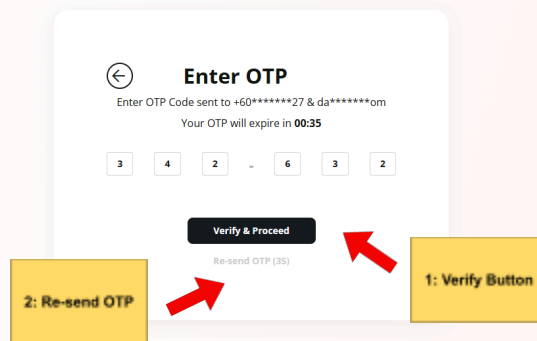 Enter OTP
Enter OTP Code sent to +60*******27 & da*******om
Your OTP will expire in 00:35
3 4 2 - 6 3 2
Verify & Proceed
Re-send OTP (35)
1: Verify Button
2: Re-send OTP